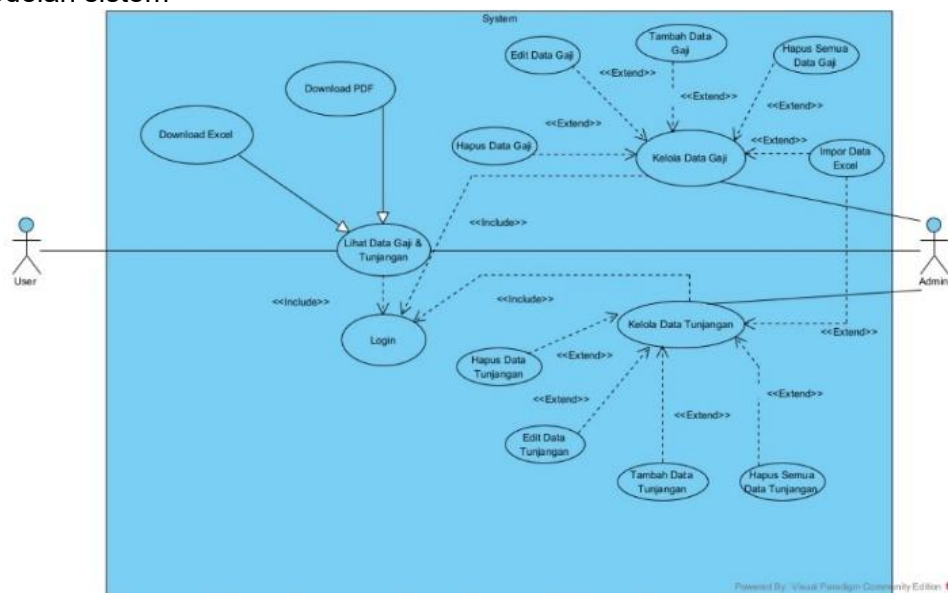 System
Edit Data Gaji
Tambah Data
Gaji
Hapus Semua
Data Gaji
Download PDF
Download Excel
<<Extend>>
<<Extend>>
<<Extend>>
<<Extend>>
<<Extend>>
<<Extend>>
Hapus Data Gaji
Kelola Data Gaji
Impor Data
Excel
<<Include>>
User
Lihat Data Gaji &
Tunjangan
Admin
<<Include>>
<<Include>>
Login
Kelola Data Tunjangan
<<Extend>>
Hapus Data
Tunjangan
<<Extend>>
<<Extend>>
<<Extend>>
<<Extend>>
Edit Data
Tunjangan
Tambah Data
Tunjangan
Hapus Semua
Data Tunjangan
Powered By Visual Paradigm Community Edition